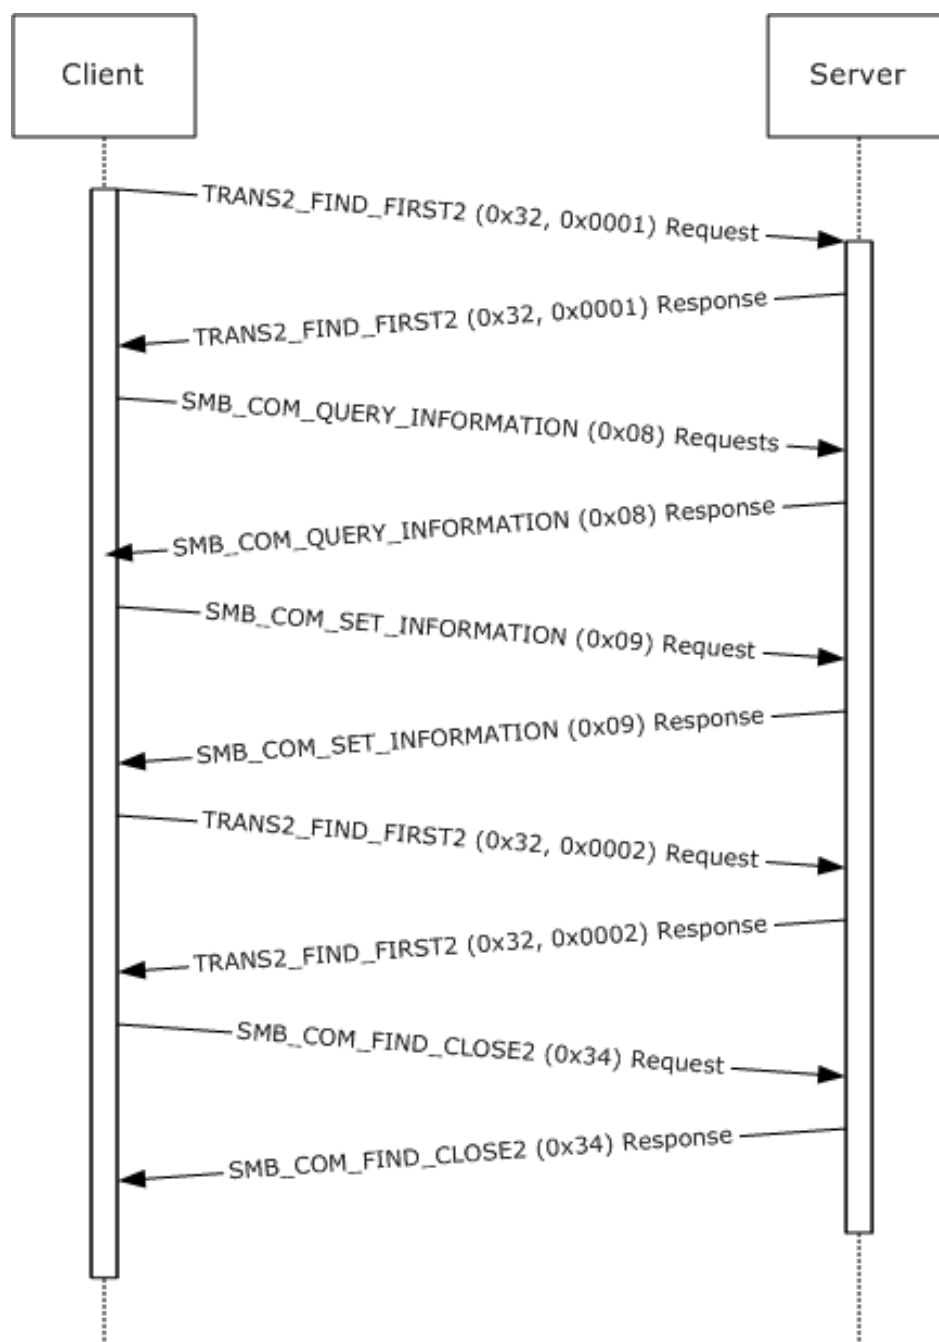 Client
Server
TRANS2_FIND_FIRST2 (0x32, 0x0001) Request
TRANS2_FIND_FIRST2 (0x32, 0x0001) Response
SMB_COM_QUERY_INFORMATION (0x08) Requests
SMB_COM_QUERY_INFORMATION (0x08) Response
SMB_COM_SET_INFORMATION (0x09) Request
SMB_COM_SET_INFORMATION (0x09) Response
TRANS2_FIND_FIRST2 (0x32, 0x0002) Request
TRANS2_FIND_FIRST2 (0x32, 0x0002) Response
SMB_COM_FIND_CLOSE2 (0x34) Request
SMB_COM_FIND_CLOSE2 (0x34) Response